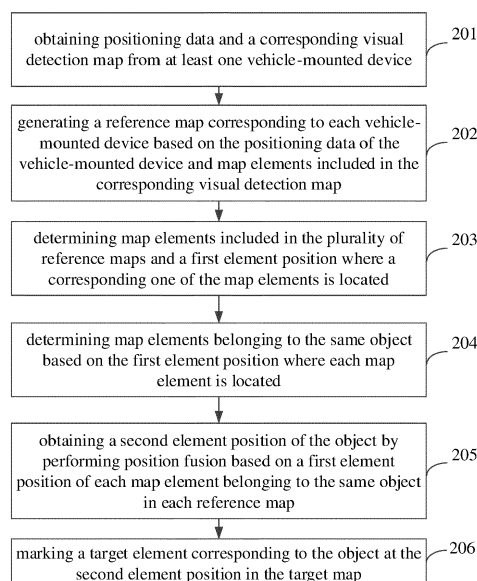 obtaining positioning data and a corresponding visual
detection map from at least one vehicle-mounted device
201
generating a reference map corresponding to each vehicle-
mounted device based on the positioning data of the
vehicle-mounted device and map elements included in the
corresponding visual detection map
202
determining map elements included in the plurality of
reference maps and a first element position where a
corresponding one of the map elements is located
203
determining map elements belonging to the same object
based on the first element position where each map
element is located
204
obtaining a second element position of the object by
performing position fusion based on a first element
position of each map element belonging to the same object
in each reference map
205
marking a target element corresponding to the object at the
second element position in the target map
206